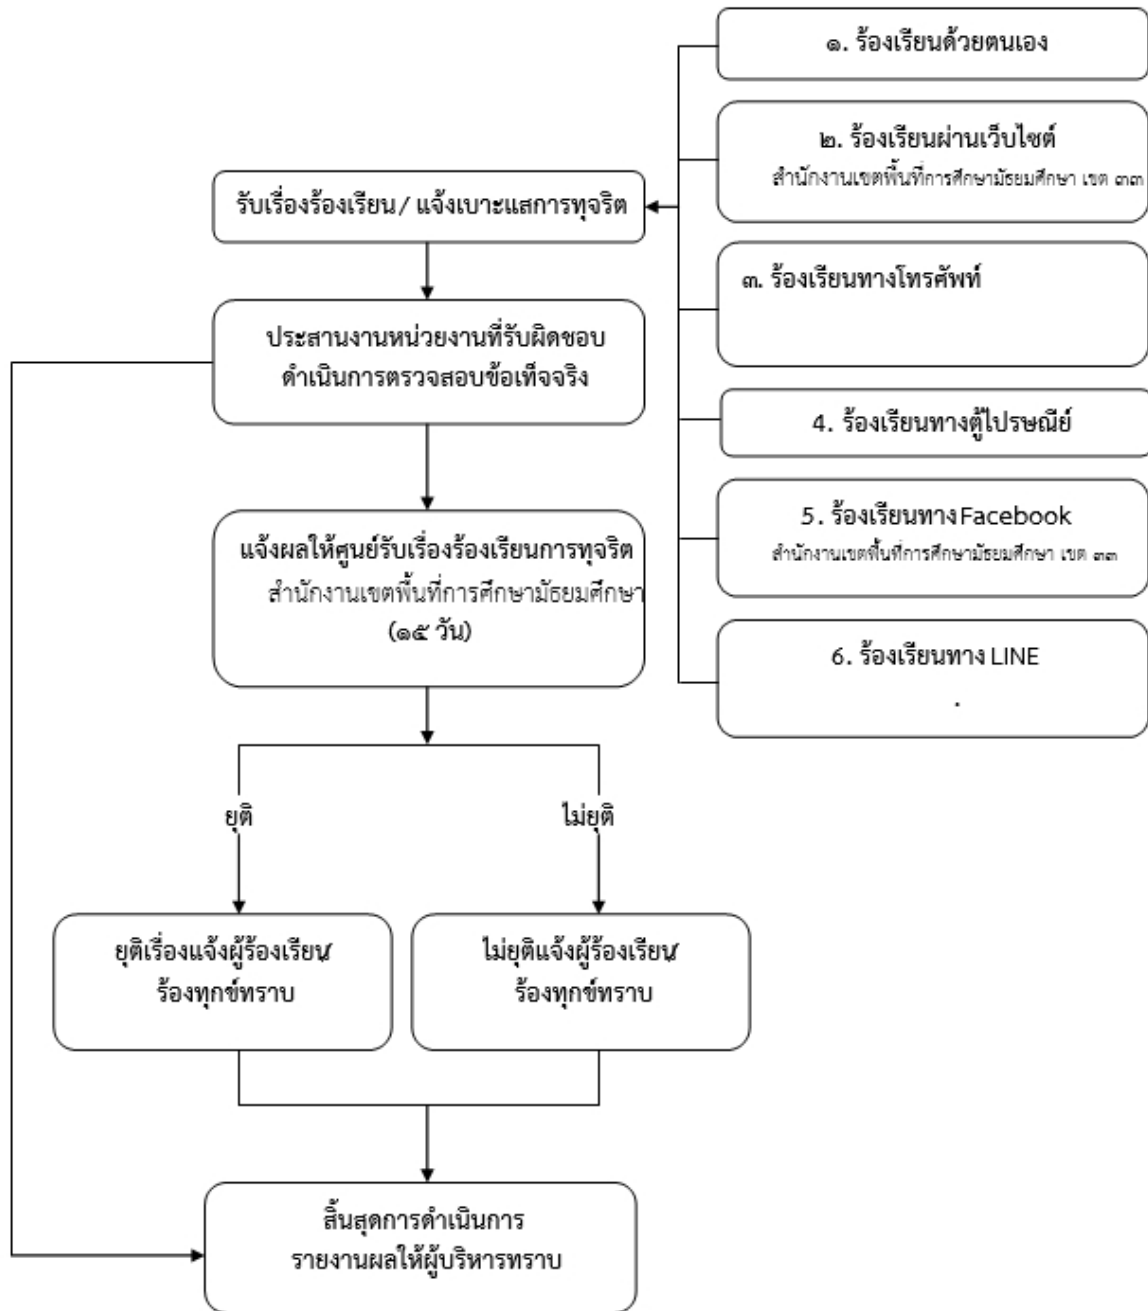 ๑. ร้องเรียนด้วยตนเอง
๒. ร้องเรียนผ่านเว็บไซต์
สำนักงานเขตพื้นที่การศึกษามัธยมศึกษา เขต ๓๓
รับเรื่องร้องเรียน / แจ้งเบาะแสการทุจริต
๓. ร้องเรียนทางโทรศัพท์
ประสานงานหน่วยงานที่รับผิดชอบ
ดำเนินการตรวจสอบข้อเท็จจริง
4. ร้องเรียนทางตู้ไปรษณีย์
5. ร้องเรียนทาง Facebook
สำนักงานเขตพื้นที่การศึกษามัธยมศึกษา เขต ๓๓
แจ้งผลให้ศูนย์รับเรื่องร้องเรียนการทุจริต
สำนักงานเขตพื้นที่การศึกษามัธยมศึกษา
(๑๕ วัน)
6. ร้องเรียนทาง LINE
.
ยุติ
ไม่ยุติ
ยุติเรื่องแจ้งผู้ร้องเรียน/
ร้องทุกข์ทราบ
ไม่ยุติแจ้งผู้ร้องเรียน/
ร้องทุกข์ทราบ
สิ้นสุดการดำเนินการ
รายงานผลให้ผู้บริหารทราบ